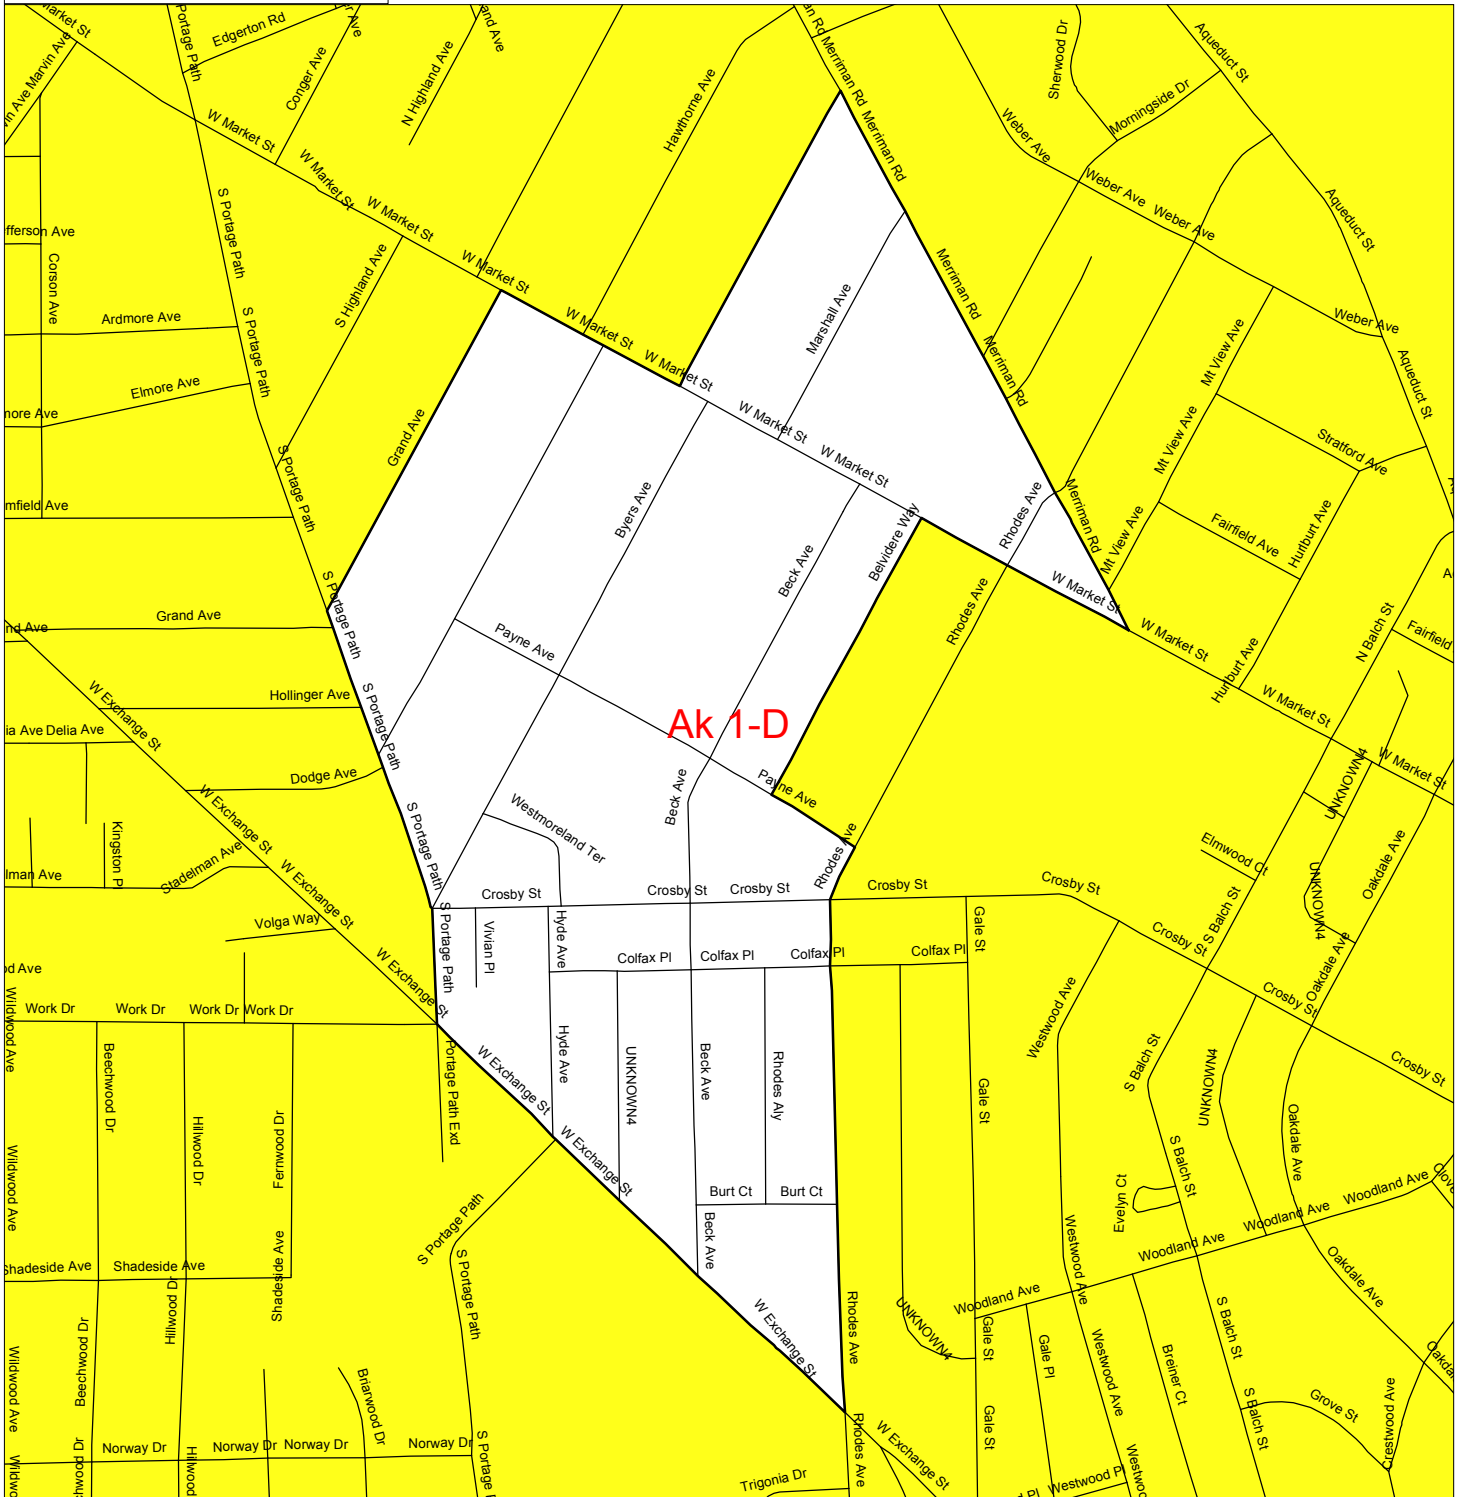 Market St
Portage Path
Edgerton Rd
Conger Ave
N Highland Ave
Hawthorne Ave
Merriman Rd
Merriman Rd
Merriman Rd
Sherwood Dr
Aqueduct St
Morningside Dr
Marvin Ave
W Market St
W Market St
W Market St
Weber Ave
Weber Ave
Weber Ave
Aqueduct St
S Portage Path
Corson Ave
S Highland Ave
W Market St
Merriman Rd
Marshall Ave
Ardmore Ave
S Portage Path
W Market St
W Market St
Merriman Rd
Weber Ave
Mt View Ave
Aqueduct St
Elmore Ave
Grand Ave
W Market St
W Market St
Mt View Ave
Stratford Ave
S Portage Path
Byers Ave
Beck Ave
Belvidere Way
Rhodes Ave
Merriman Rd
Mt View Ave
Fairfield Ave
Hurlburt Ave
S Portage Path
Grand Ave
Payne Ave
Rhodes Ave
W Market St
W Market St
N Balch St
Fairfield
Hurlburt Ave
W Exchange St
Hollinger Ave
S Portage Path
Ak 1-D
W Market St
W Market St
Delia Ave
Dodge Ave
Payne Ave
UNKNOWN4
W Exchange St
S Portage Path
Westmoreland Ter
Beck Ave
Rhodes Ave
Elmwood Ct
Oakdale Ave
Kingston Pl
Stadelman Ave
W Exchange St
Crosby St
Crosby St
Crosby St
Crosby St
Crosby St
UNKNOWN4
S Balch St
Volga Way
S Portage Path
Vivian Pl
Hyde Ave
Colfax Pl
Colfax Pl
Colfax Pl
Colfax Pl
Gale St
Crosby St
Oakdale Ave
W Exchange St
Wildwood Ave
Work Dr
Work Dr
Work Dr
Work Dr
Westwood Ave
Crosby St
Beechwood Dr
Portage Path Exd
W Exchange St
Hyde Ave
UNKNOWN4
Beck Ave
Rhodes Aly
Gale St
S Balch St
UNKNOWN4
Crosby St
Hillwood Dr
Fernwood Dr
W Exchange St
Oakdale Ave
Wildwood Ave
S Portage Path
Burt Ct
Burt Ct
Beck Ave
Evelyn Ct
S Balch St
Woodland Ave
Woodland Ave
Woodland Ave
Woodland Ave
Westwood Ave
Shadeside Ave
Shadeside Ave
Shadeside Ave
Hillwood Dr
S Portage Path
W Exchange St
Rhodes Ave
UNKNOWN4
Gale St
Gale Pl
Westwood Ave
Breiner Ct
S Balch St
Oakdale Ave
Wildwood Ave
Beechwood Dr
Briarwood Dr
Gale St
S Balch St
Grove St
Crestwood Ave
Norway Dr
Norway Dr
Norway Dr
Norway Dr
Hillwood
S Portage
Rhodes Ave
W Exchange St
Trigonia Dr
Westwood Pl